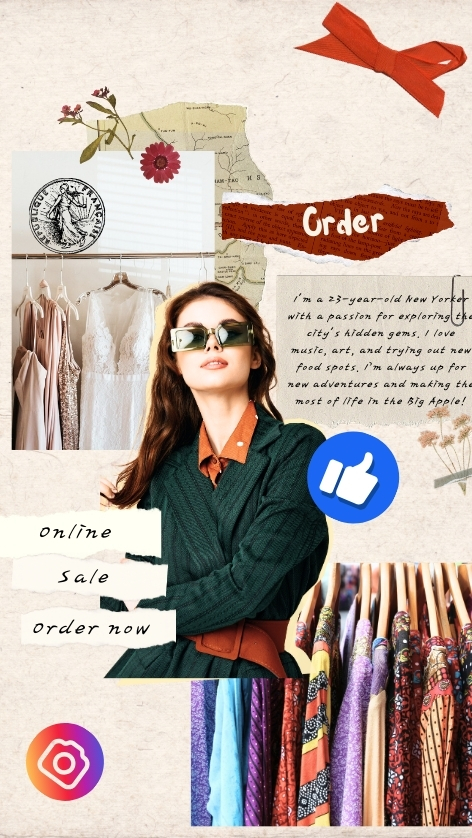 RÉPUBLIQUE FRANÇAISE
Order
i'm a 23-year-old New Yorker
with a passion for exploring the
city's hidden gems. I love
music, art, and trying out new
food spots. i'm always up for
new adventures and making the
most of life in the Big Apple!
Online
Sale
Order now